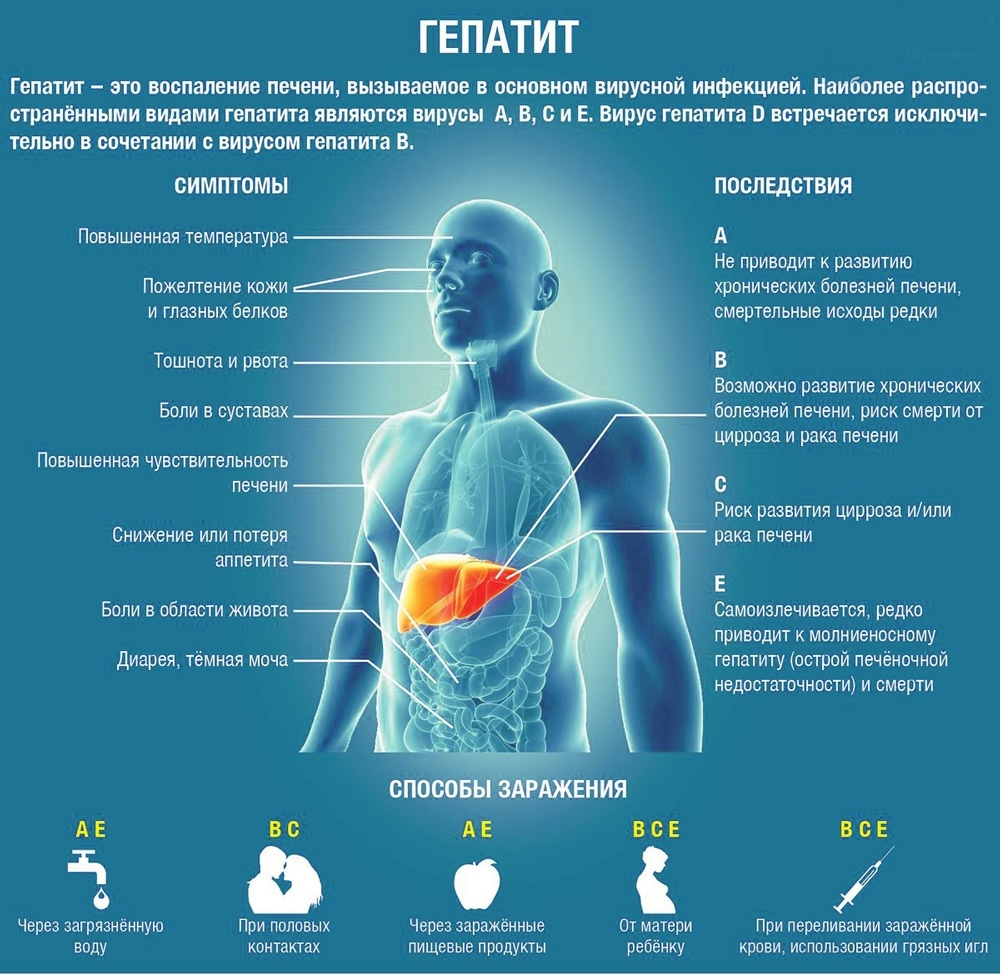 ГЕПАТИТ
Гепатит – это воспаление печени, вызываемое в основном вирусной инфекцией. Наиболее распро-
странёнными видами гепатита являются вирусы A, B, C и E. Вирус гепатита D встречается исключи-
тельно в сочетании с вирусом гепатита B.
СИМПТОМЫ
Повышенная температура
Пожелтение кожи
и глазных белков
Тошнота и рвота
Боли в суставах
Повышенная чувствительность
печени
Снижение или потеря
аппетита
Боли в области живота
Диарея, тёмная моча
ПОСЛЕДСТВИЯ
A
Не приводит к развитию
хронических болезней печени,
смертельные исходы редки
B
Возможно развитие хронических
болезней печени, риск смерти от
цирроза и рака печени
C
Риск развития цирроза и/или
рака печени
E
Самоизлечивается, редко
приводит к молниеносному
гепатиту (острой печёночной
недостаточности) и смерти
СПОСОБЫ ЗАРАЖЕНИЯ
A E
Через загрязнённую
воду
B C
При половых
контактах
A E
Через заражённые
пищевые продукты
B C E
От матери
ребёнку
B C E
При переливании заражённой
крови, использовании грязных игл